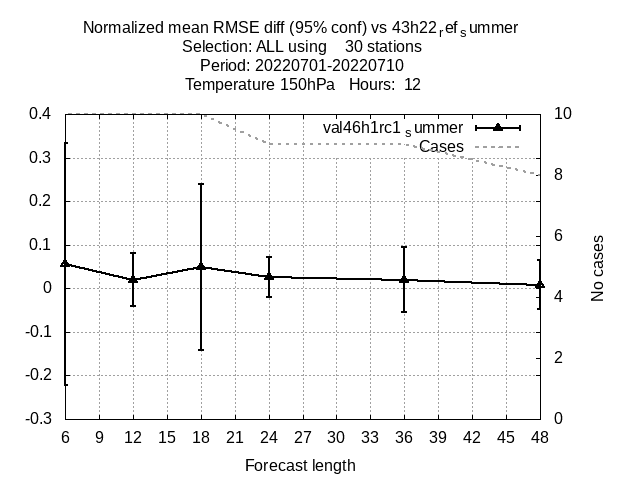 Normalized mean RMSE diff (95% conf) vs 43h22refsummer
Selection: ALL using 30 stations
Period: 20220701-20220710
Temperature 150hPa Hours: 12
val46h1rc1summer
Cases
0.4
0.3
0.2
0.1
0
-0.1
-0.2
-0.3
10
8
6
4
2
0
No cases
6 9 12 15 18 21 24 27 30 33 36 39 42 45 48
Forecast length